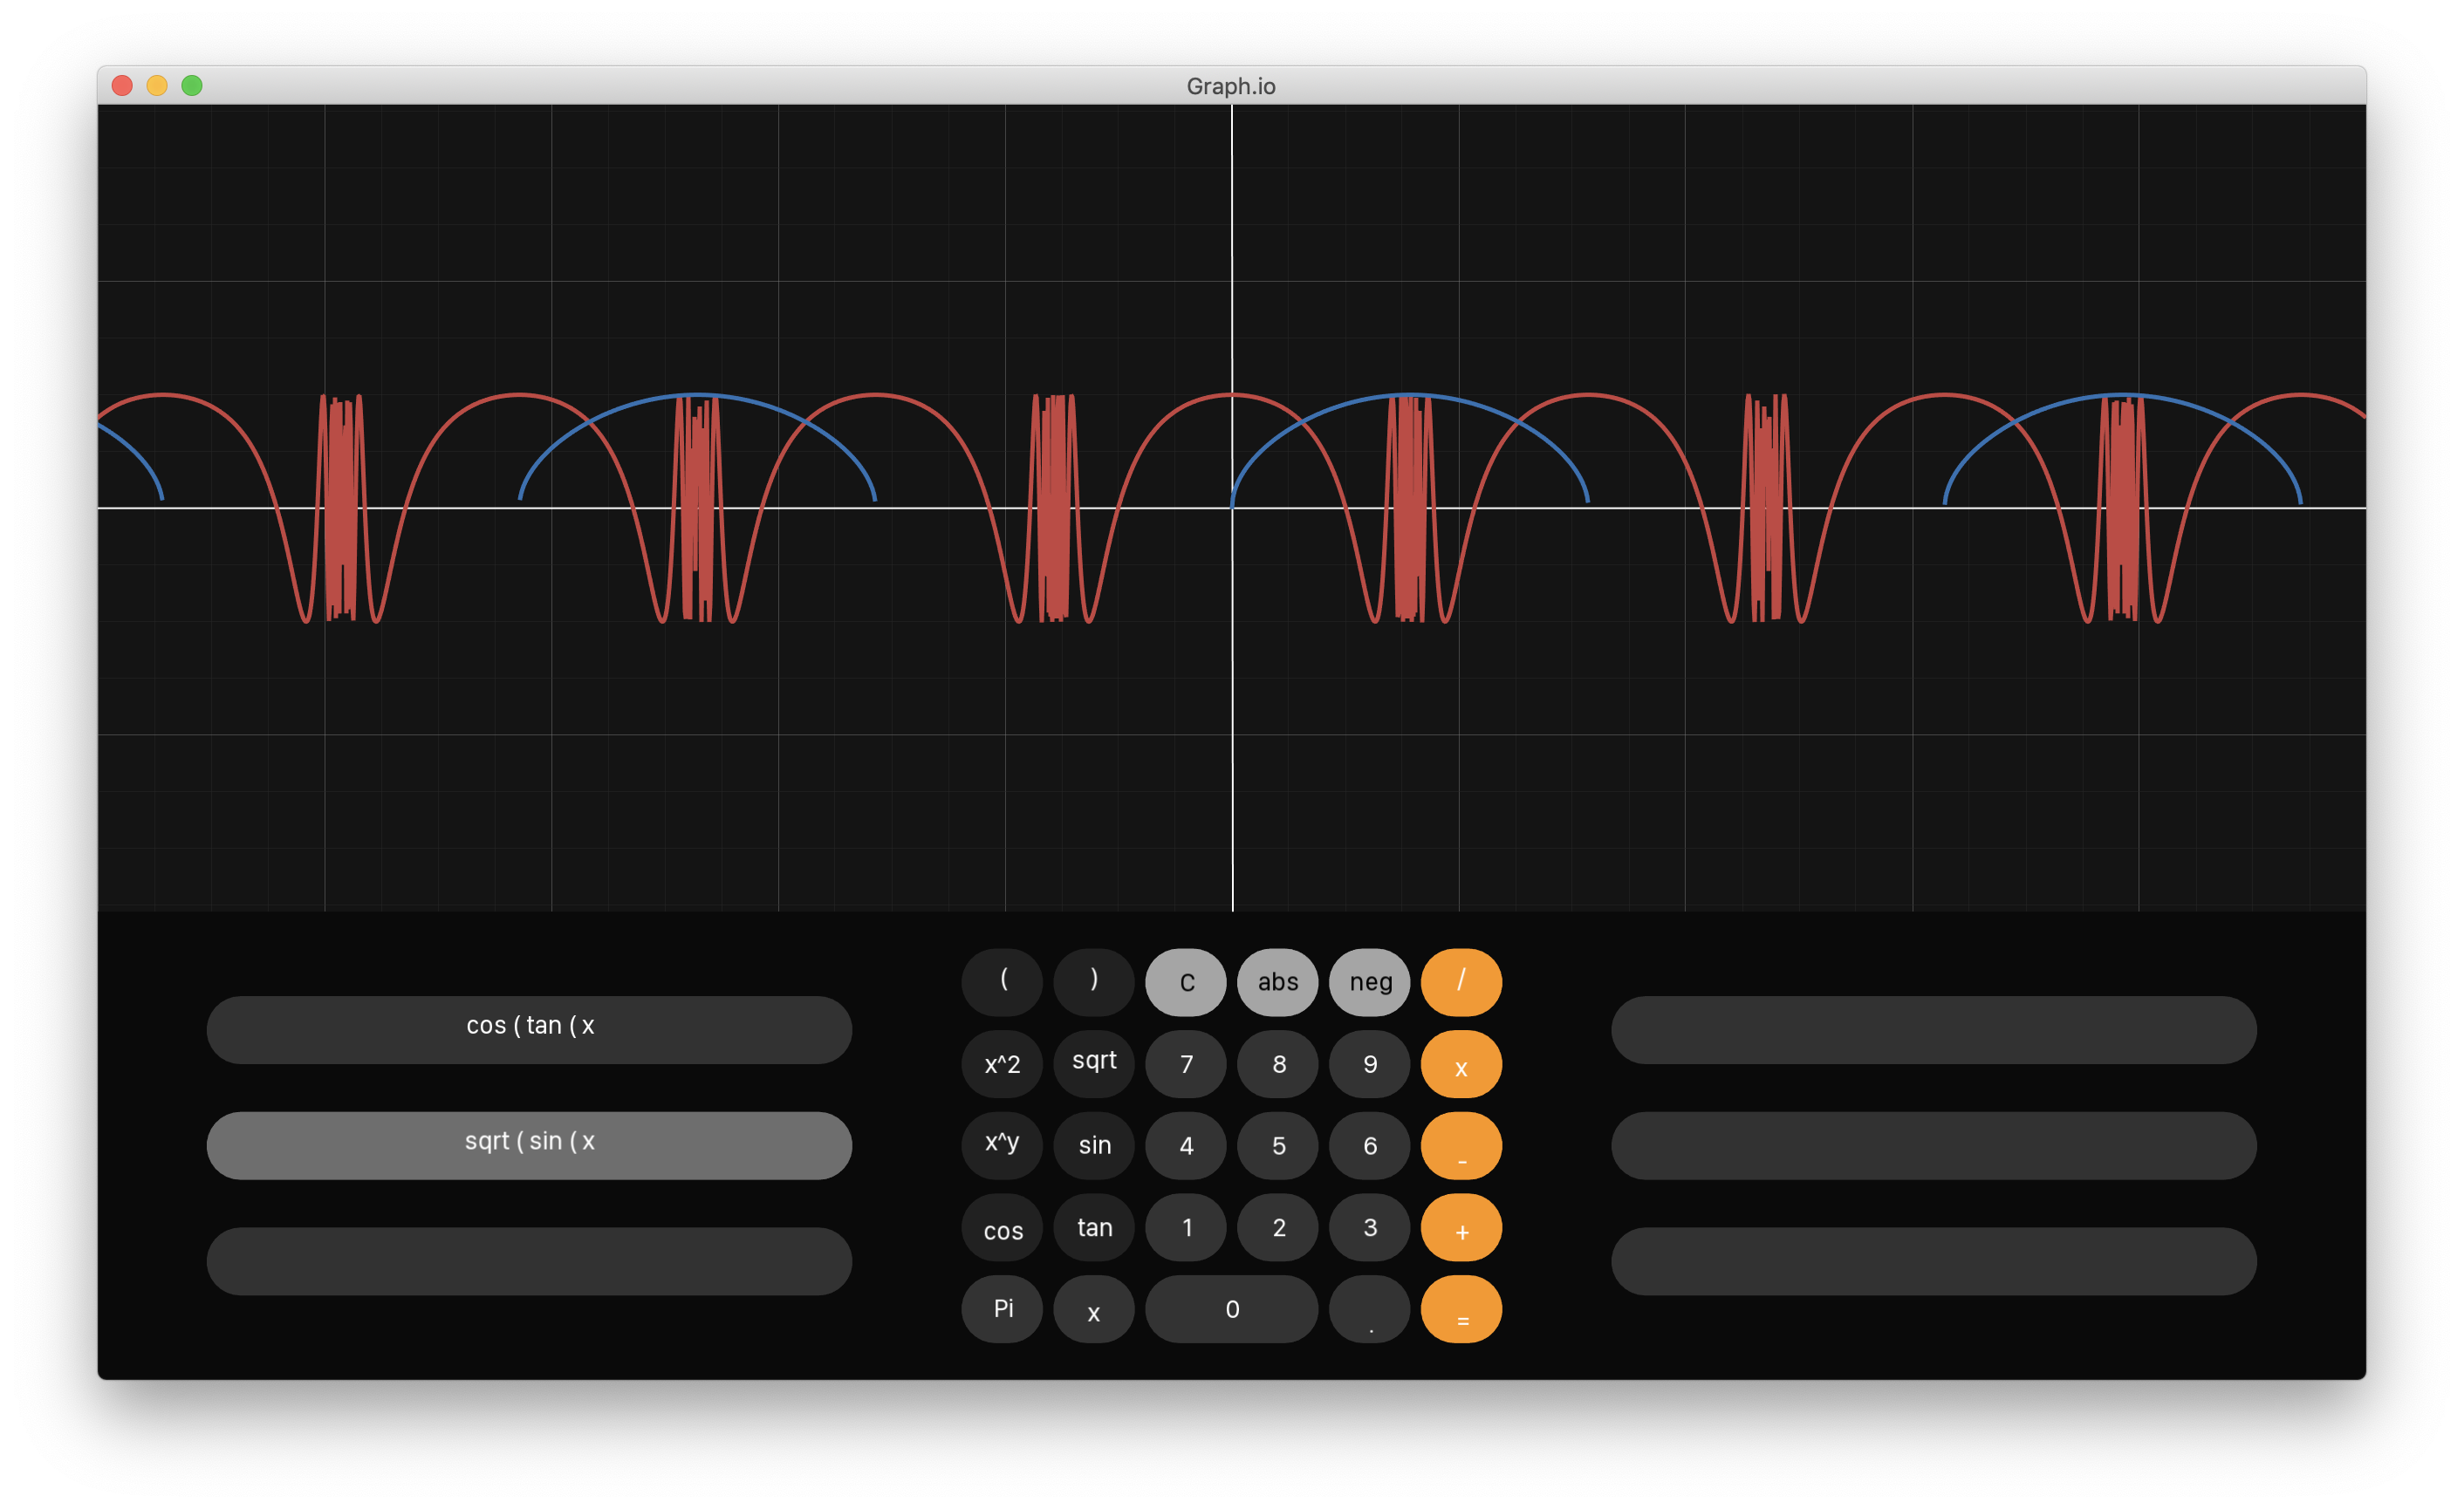 Graph.io
cos ( tan ( x
sqrt ( sin ( x
( ) C abs neg /
x^2 sqrt 7 8 9 x
x^y sin 4 5 6 -
cos tan 1 2 3 +
Pi x 0 . =